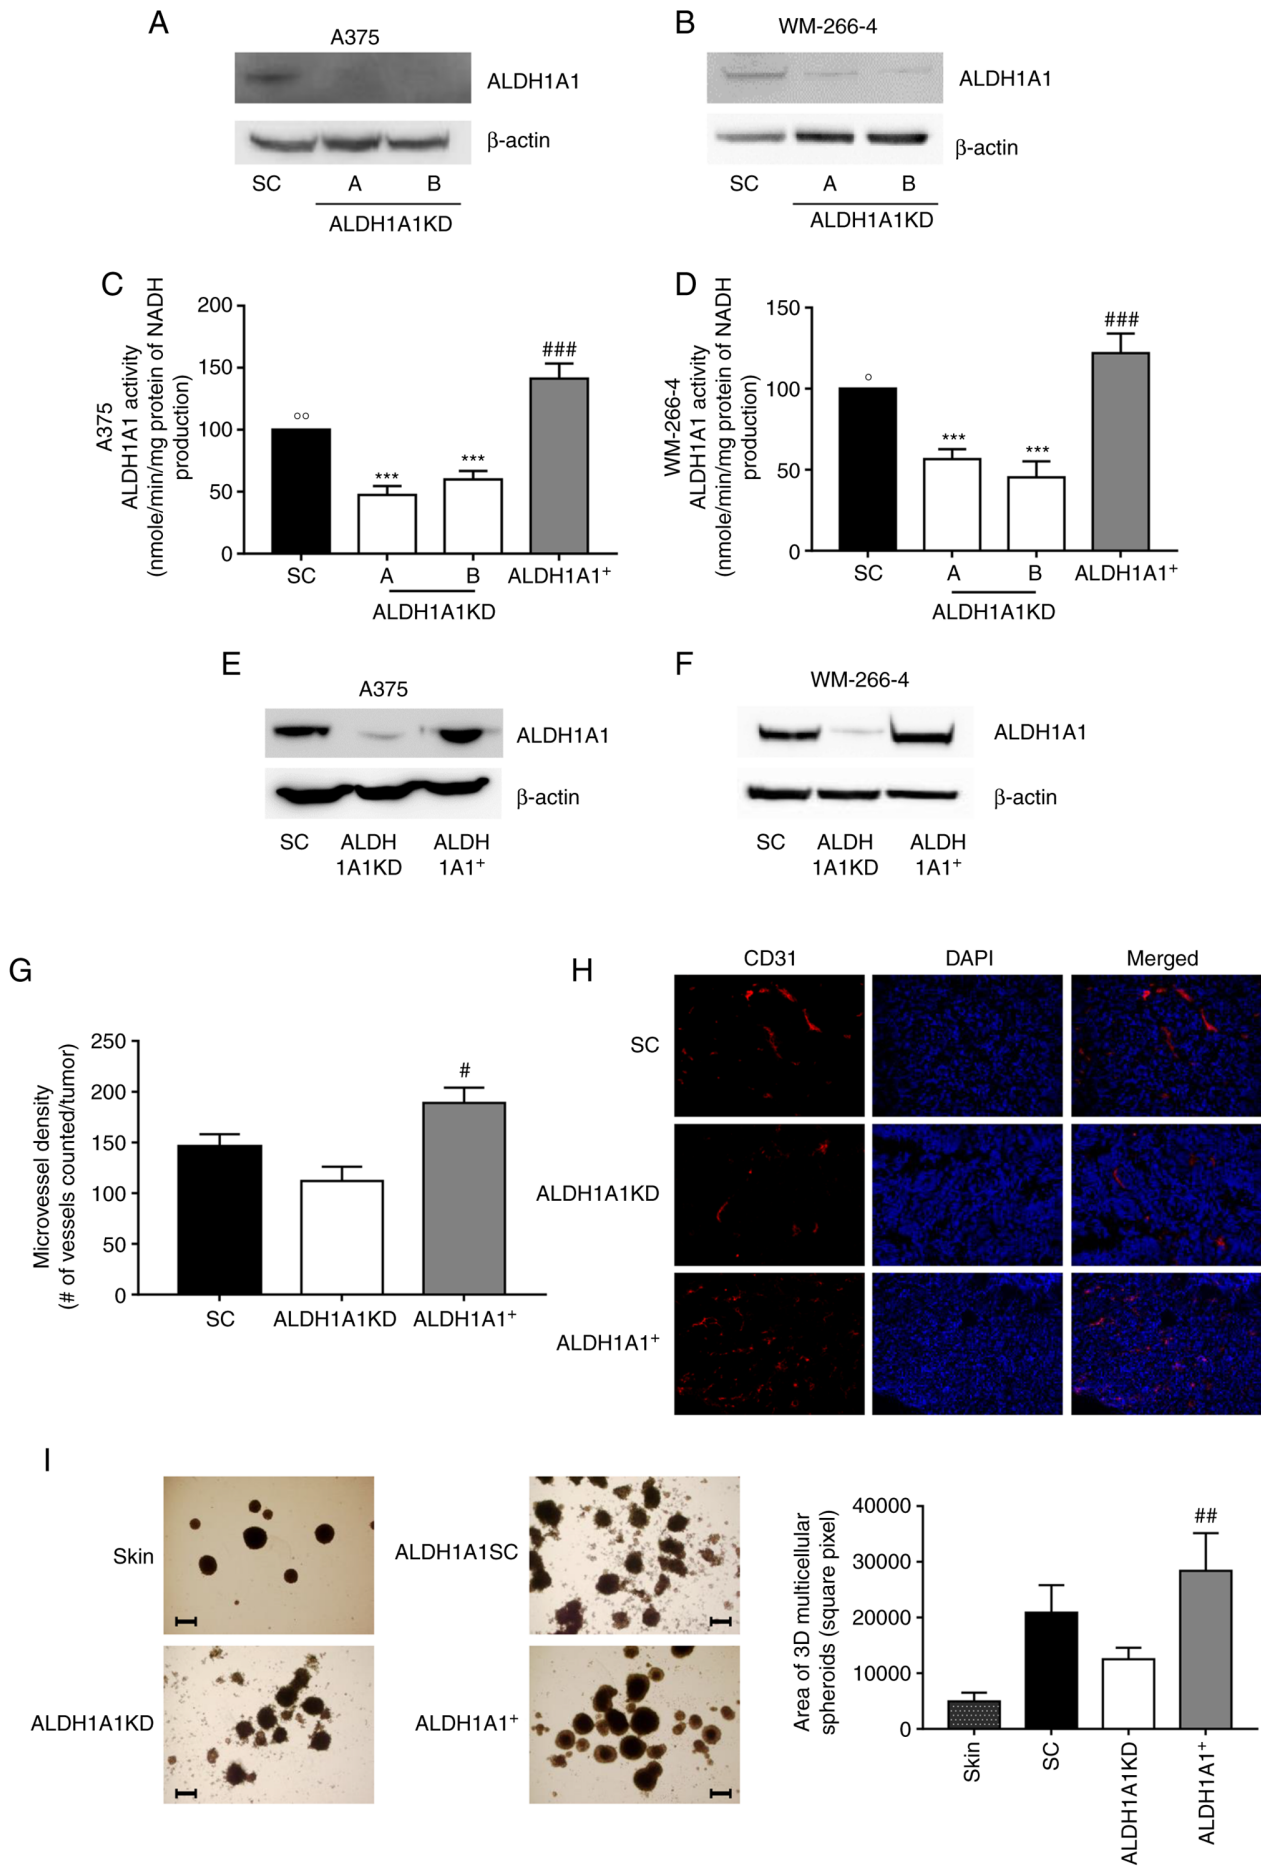 A
A375
ALDH1A1
β-actin
SC A B
ALDH1A1KD
B
WM-266-4
ALDH1A1
β-actin
SC A B
ALDH1A1KD
C
A375
ALDH1A1 activity
(nmole/min/mg protein of NADH
production)
200
150
100
50
0
°°
***
***
###
SC A B ALDH1A1⁺
ALDH1A1KD
D
WM-266-4
ALDH1A1 activity
(nmole/min/mg protein of NADH
production)
150
100
50
0
°
***
***
###
SC A B ALDH1A1⁺
ALDH1A1KD
E
A375
ALDH1A1
β-actin
SC ALDH ALDH
1A1KD 1A1⁺
F
WM-266-4
ALDH1A1
β-actin
SC ALDH ALDH
1A1KD 1A1⁺
G
Microvessel density
(# of vessels counted/tumor)
250
200
150
100
50
0
#
SC ALDH1A1KD ALDH1A1⁺
H
CD31 DAPI Merged
SC
ALDH1A1KD
ALDH1A1⁺
I
Skin
ALDH1A1SC
ALDH1A1KD
ALDH1A1⁺
Area of 3D multicellular
spheroids (square pixel)
40000
30000
20000
10000
0
##
Skin
SC
ALDH1A1KD
ALDH1A1⁺